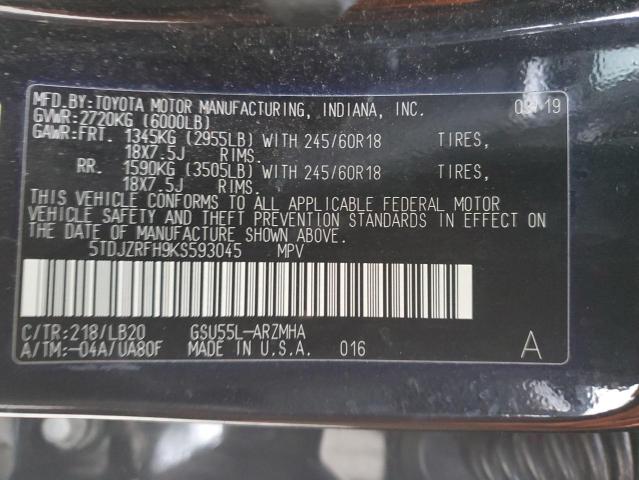 MFD.BY:TOYOTA MOTOR MANUFACTURING, INDIANA, INC. 19
GVWR:2720KG (6000LB)
GAWR:FRT. 1345KG (2955LB) WITH 245/60R18 TIRES,
18X7.5J RIMS.
RR. 1590KG (3505LB) WITH 245/60R18 TIRES,
18X7.5J RIMS.
THIS VEHICLE CONFORMS TO ALL APPLICABLE FEDERAL MOTOR
VEHICLE SAFETY AND THEFT PREVENTION STANDARDS IN EFFECT ON
THE DATE OF MANUFACTURE SHOWN ABOVE.
5TDJZRFH9KS593045 MPV
C/TR:218/LB20 GSU55L-ARZMHA
A/TM:-04A/UA80F MADE IN U.S.A. 016 A